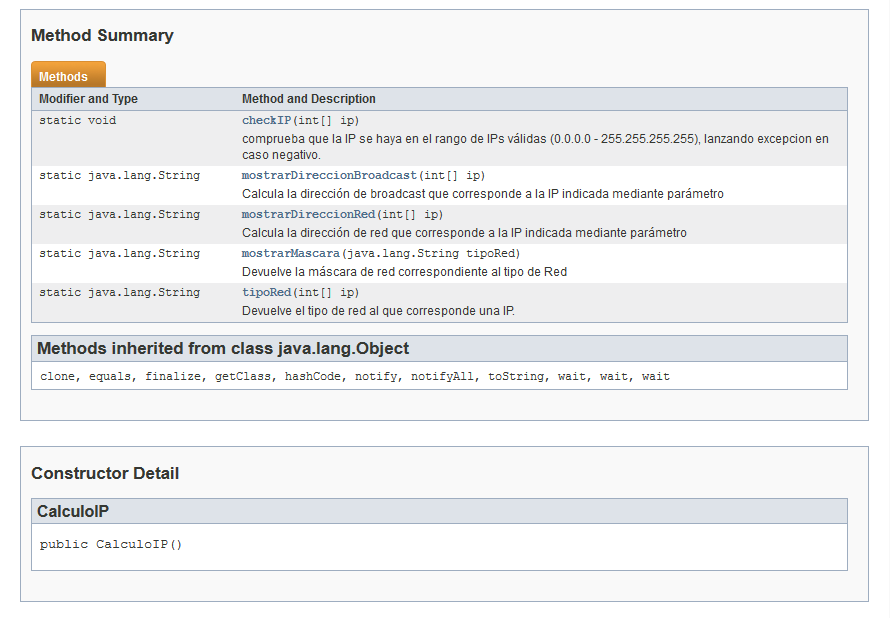 Method Summary
Methods
Modifier and Type Method and Description
static void checkIP(int[] ip)
comprueba que la IP se haya en el rango de IPs válidas (0.0.0.0 - 255.255.255.255), lanzando excepcion en
caso negativo.
static java.lang.String mostrarDireccionBroadcast(int[] ip)
Calcula la dirección de broadcast que corresponde a la IP indicada mediante parámetro
static java.lang.String mostrarDireccionRed(int[] ip)
Calcula la dirección de red que corresponde a la IP indicada mediante parámetro
static java.lang.String mostrarMascara(java.lang.String tipoRed)
Devuelve la máscara de red correspondiente al tipo de Red
static java.lang.String tipoRed(int[] ip)
Devuelve el tipo de red al que corresponde una IP.
Methods inherited from class java.lang.Object
clone, equals, finalize, getClass, hashCode, notify, notifyAll, toString, wait, wait, wait
Constructor Detail
CalculoIP
public CalculoIP()